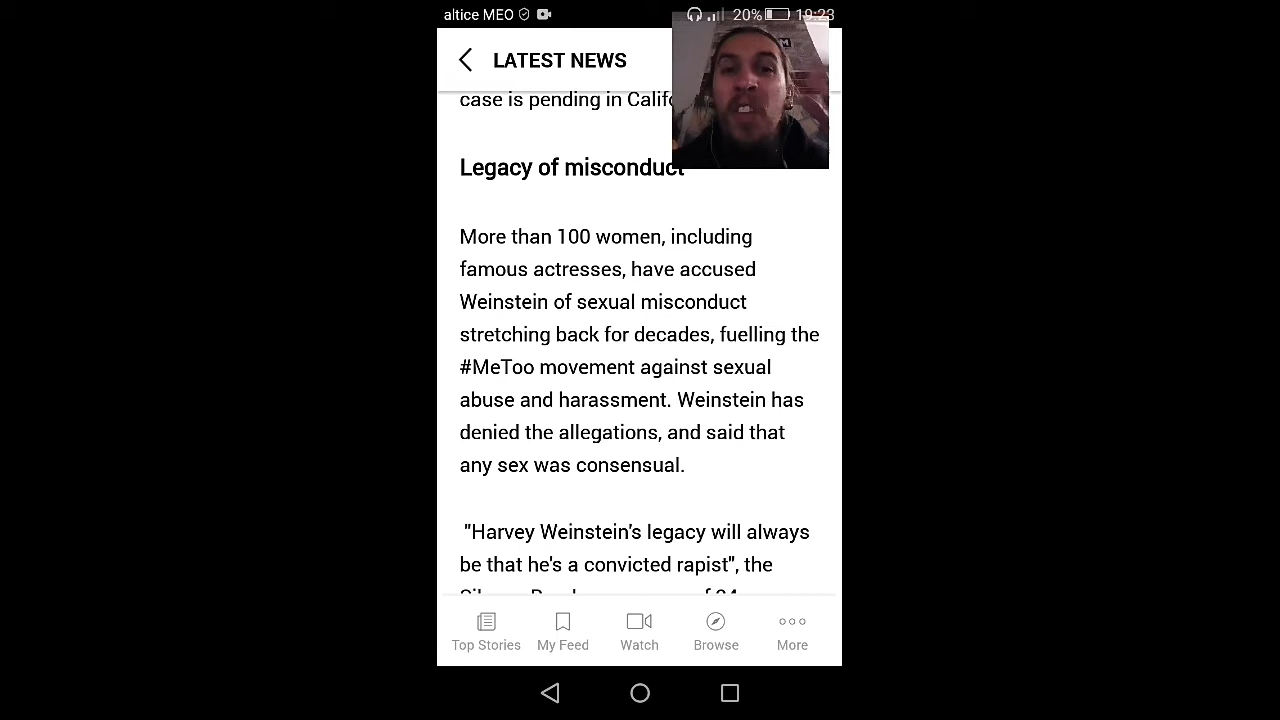 altice MEO 20% 19:23
LATEST NEWS
case is pending in
Legacy of misconduct
More than 100 women, including
famous actresses, have accused
Weinstein of sexual misconduct
stretching back for decades, fuelling the
#MeToo movement against sexual
abuse and harassment. Weinstein has
denied the allegations, and said that
any sex was consensual.
"Harvey Weinstein's legacy will always
be that he's a convicted rapist", the
Top Stories My Feed Watch Browse More